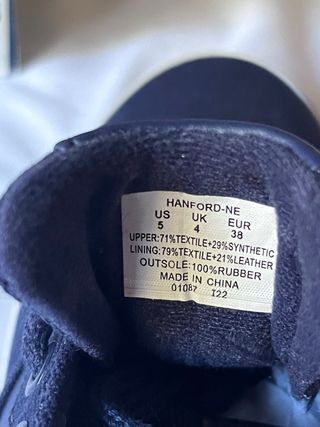 HANFORD-NE
US UK EUR
5 4 38
UPPER:71%TEXTILE+29%SYNTHETIC
LINING:79%TEXTILE+21%LEATHER
OUTSOLE:100%RUBBER
MADE IN CHINA
01087 I22